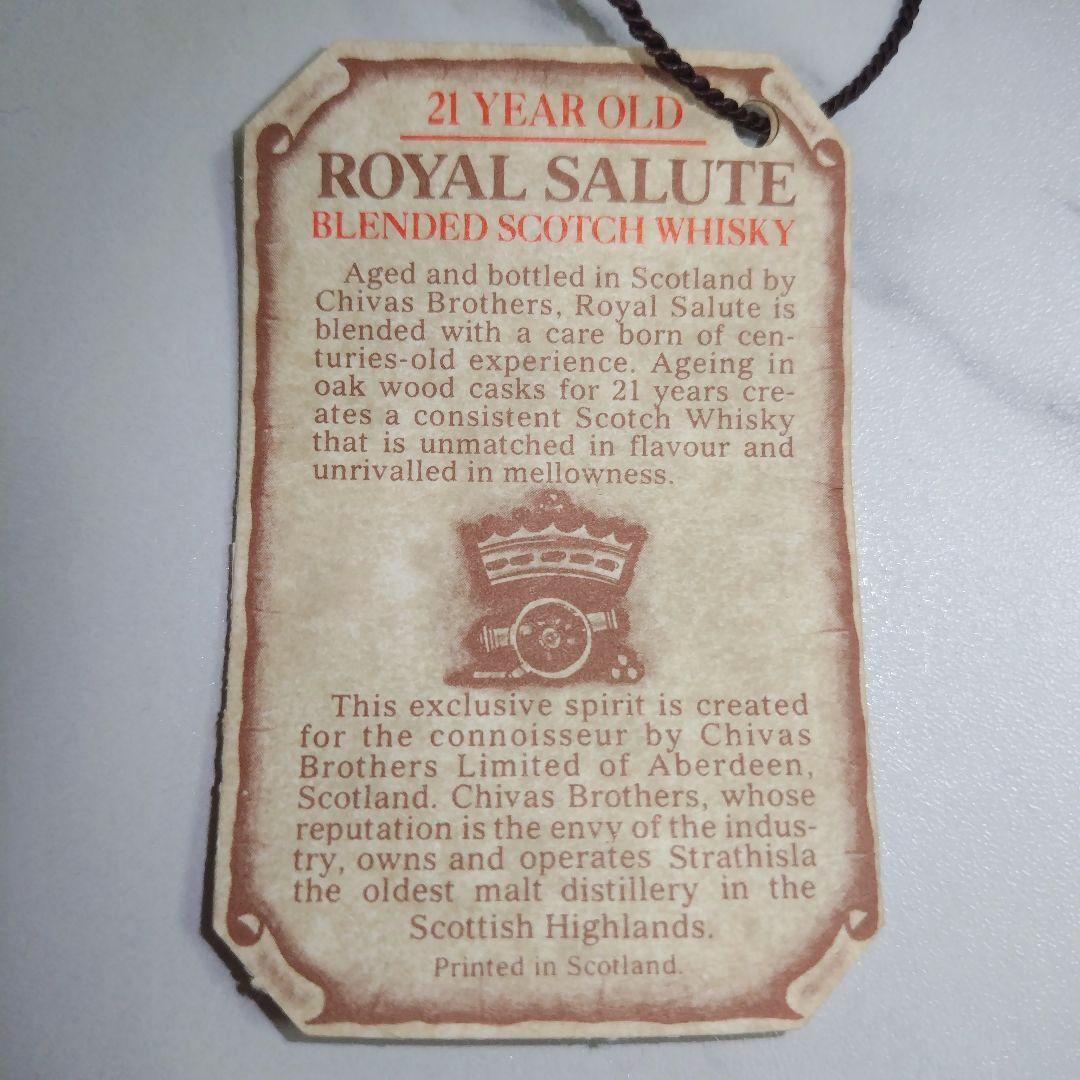 21 YEAR OLD
ROYAL SALUTE
BLENDED SCOTCH WHISKY
Aged and bottled in Scotland by
Chivas Brothers, Royal Salute is
blended with a care born of cen-
turies-old experience. Ageing in
oak wood casks for 21 years cre-
ates a consistent Scotch Whisky
that is unmatched in flavour and
unrivalled in mellowness.
This exclusive spirit is created
for the connoisseur by Chivas
Brothers Limited of Aberdeen,
Scotland. Chivas Brothers, whose
reputation is the envy of the indus-
try, owns and operates Strathisla
the oldest malt distillery in the
Scottish Highlands.
Printed in Scotland.